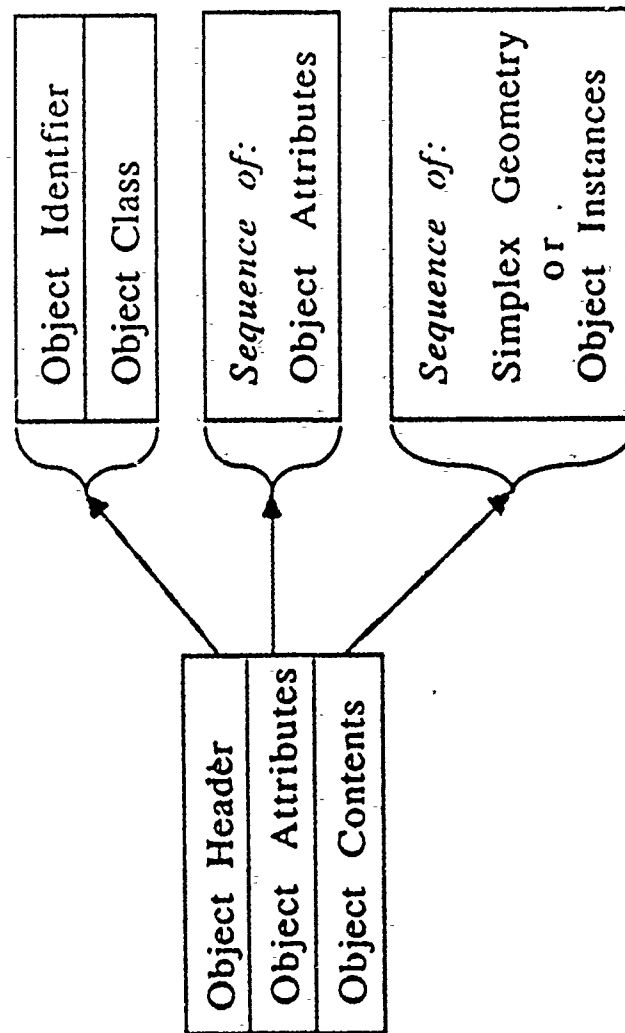 Object Header
Object Attributes
Object Contents
Object Identifier
Object Class
Sequence of:
Object Attributes
Sequence of:
Simplex Geometry
or
Object Instances